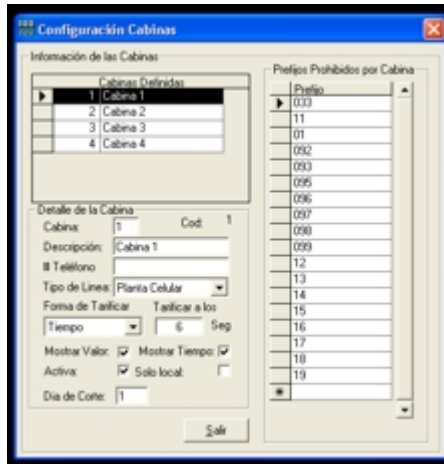 Configuración Cabinas
Información de las Cabinas
Cabinas Definidas
1 Cabina 1
2 Cabina 2
3 Cabina 3
4 Cabina 4
Detalle de la Cabina
Cabina: 1 Cod: 1
Descripción: Cabina 1
# Teléfono
Tipo de Linea: Planta Celular
Forma de Tarificar Tarificar a los
Tiempo 6 Seg
Mostrar Valor: Mostrar Tiempo:
Activa: Solo local:
Dia de Corte: 1
Salir
Prefijos Prohibidos por Cabina
Prefijo
033
11
01
092
093
095
096
097
098
099
12
13
14
15
16
17
18
19